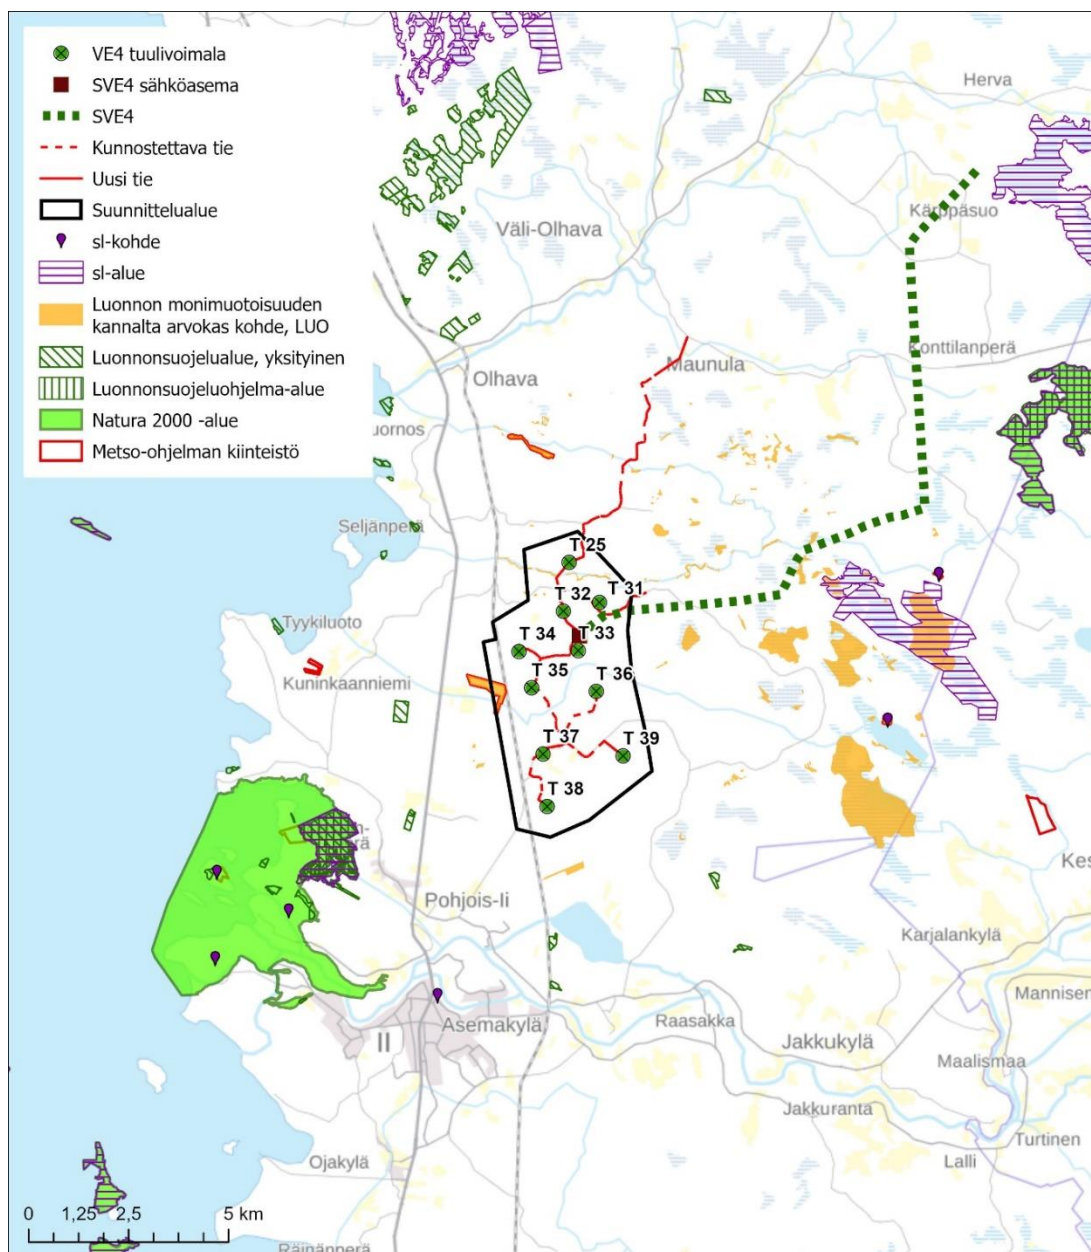 VE4 tuulivoimala
SVE4 sähköasema
SVE4
Kunnostettava tie
Uusi tie
Suunnittelualue
sl-kohde
sl-alue
Luonnon monimuotoisuuden
kannalta arvokas kohde, LUO
Luonnonsuojelualue, yksityinen
Luonnonsuojeluohjelma-alue
Natura 2000 -alue
Metso-ohjelman kiinteistö
Herva
Kärppäsuo
Väli-Olhava
Konttilanperä
Maunula
Olhava
uornos
Seljänperä
T 25
T 31
T 32
Tyykiluoto
T 34
T 33
T 35
T 36
Kuninkaanniemi
T 37
T 39
T 38
Kes
Pohjois-Ii
Karjalankylä
Mannisen
Asemakylä
Raasakka
II
Jakkukylä
Maalismaa
Jakkuranta
Turtinen
Lalli
Ojakylä
0 1,25 2,5 5 km
Räinänperä